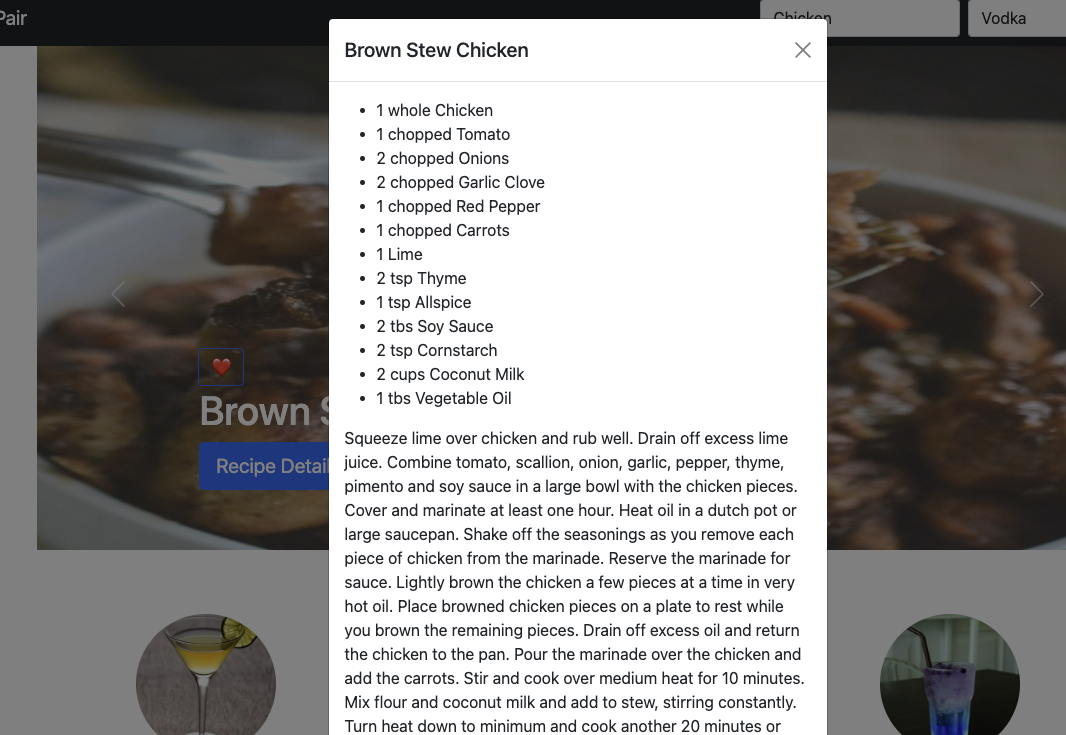 Pair
Chicken
Vodka
Brown Stew Chicken
1 whole Chicken
1 chopped Tomato
2 chopped Onions
2 chopped Garlic Clove
1 chopped Red Pepper
1 chopped Carrots
1 Lime
2 tsp Thyme
1 tsp Allspice
2 tbs Soy Sauce
2 tsp Cornstarch
2 cups Coconut Milk
1 tbs Vegetable Oil
Squeeze lime over chicken and rub well. Drain off excess lime
juice. Combine tomato, scallion, onion, garlic, pepper, thyme,
pimento and soy sauce in a large bowl with the chicken pieces.
Cover and marinate at least one hour. Heat oil in a dutch pot or
large saucepan. Shake off the seasonings as you remove each
piece of chicken from the marinade. Reserve the marinade for
sauce. Lightly brown the chicken a few pieces at a time in very
hot oil. Place browned chicken pieces on a plate to rest while
you brown the remaining pieces. Drain off excess oil and return
the chicken to the pan. Pour the marinade over the chicken and
add the carrots. Stir and cook over medium heat for 10 minutes.
Mix flour and coconut milk and add to stew, stirring constantly.
Turn heat down to minimum and cook another 20 minutes or
Brown S
Recipe Detail